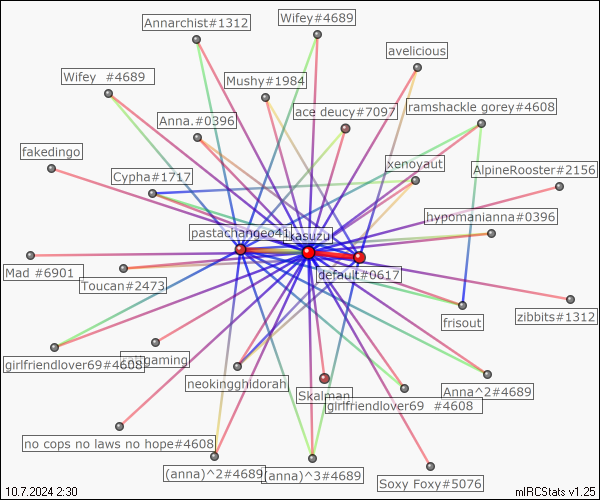 Annarchist#1312
Wifey#4689
avelicious
Wifey  #4689
Mushy#1984
ace deucy#7097
ramshackle gorey#4608
Anna.#0396
fakedingo
xenoyaut
Cypha#1717
AlpineRooster#2156
hypomanianna#0396
pastachange041
kasuzu
Mad #6901
Toucan#2473
default#0617
frisout
zibbits#1312
girlfriendlover69#4608
gaming
neokingghidorah
Skalman
girlfriendlover69  #4608
Anna^2#4689
no cops no laws no hope#4608
(anna)^2#4689
(anna)^3#4689
Soxy Foxy#5076
10.7.2024 2:30
mIRCStats v1.25